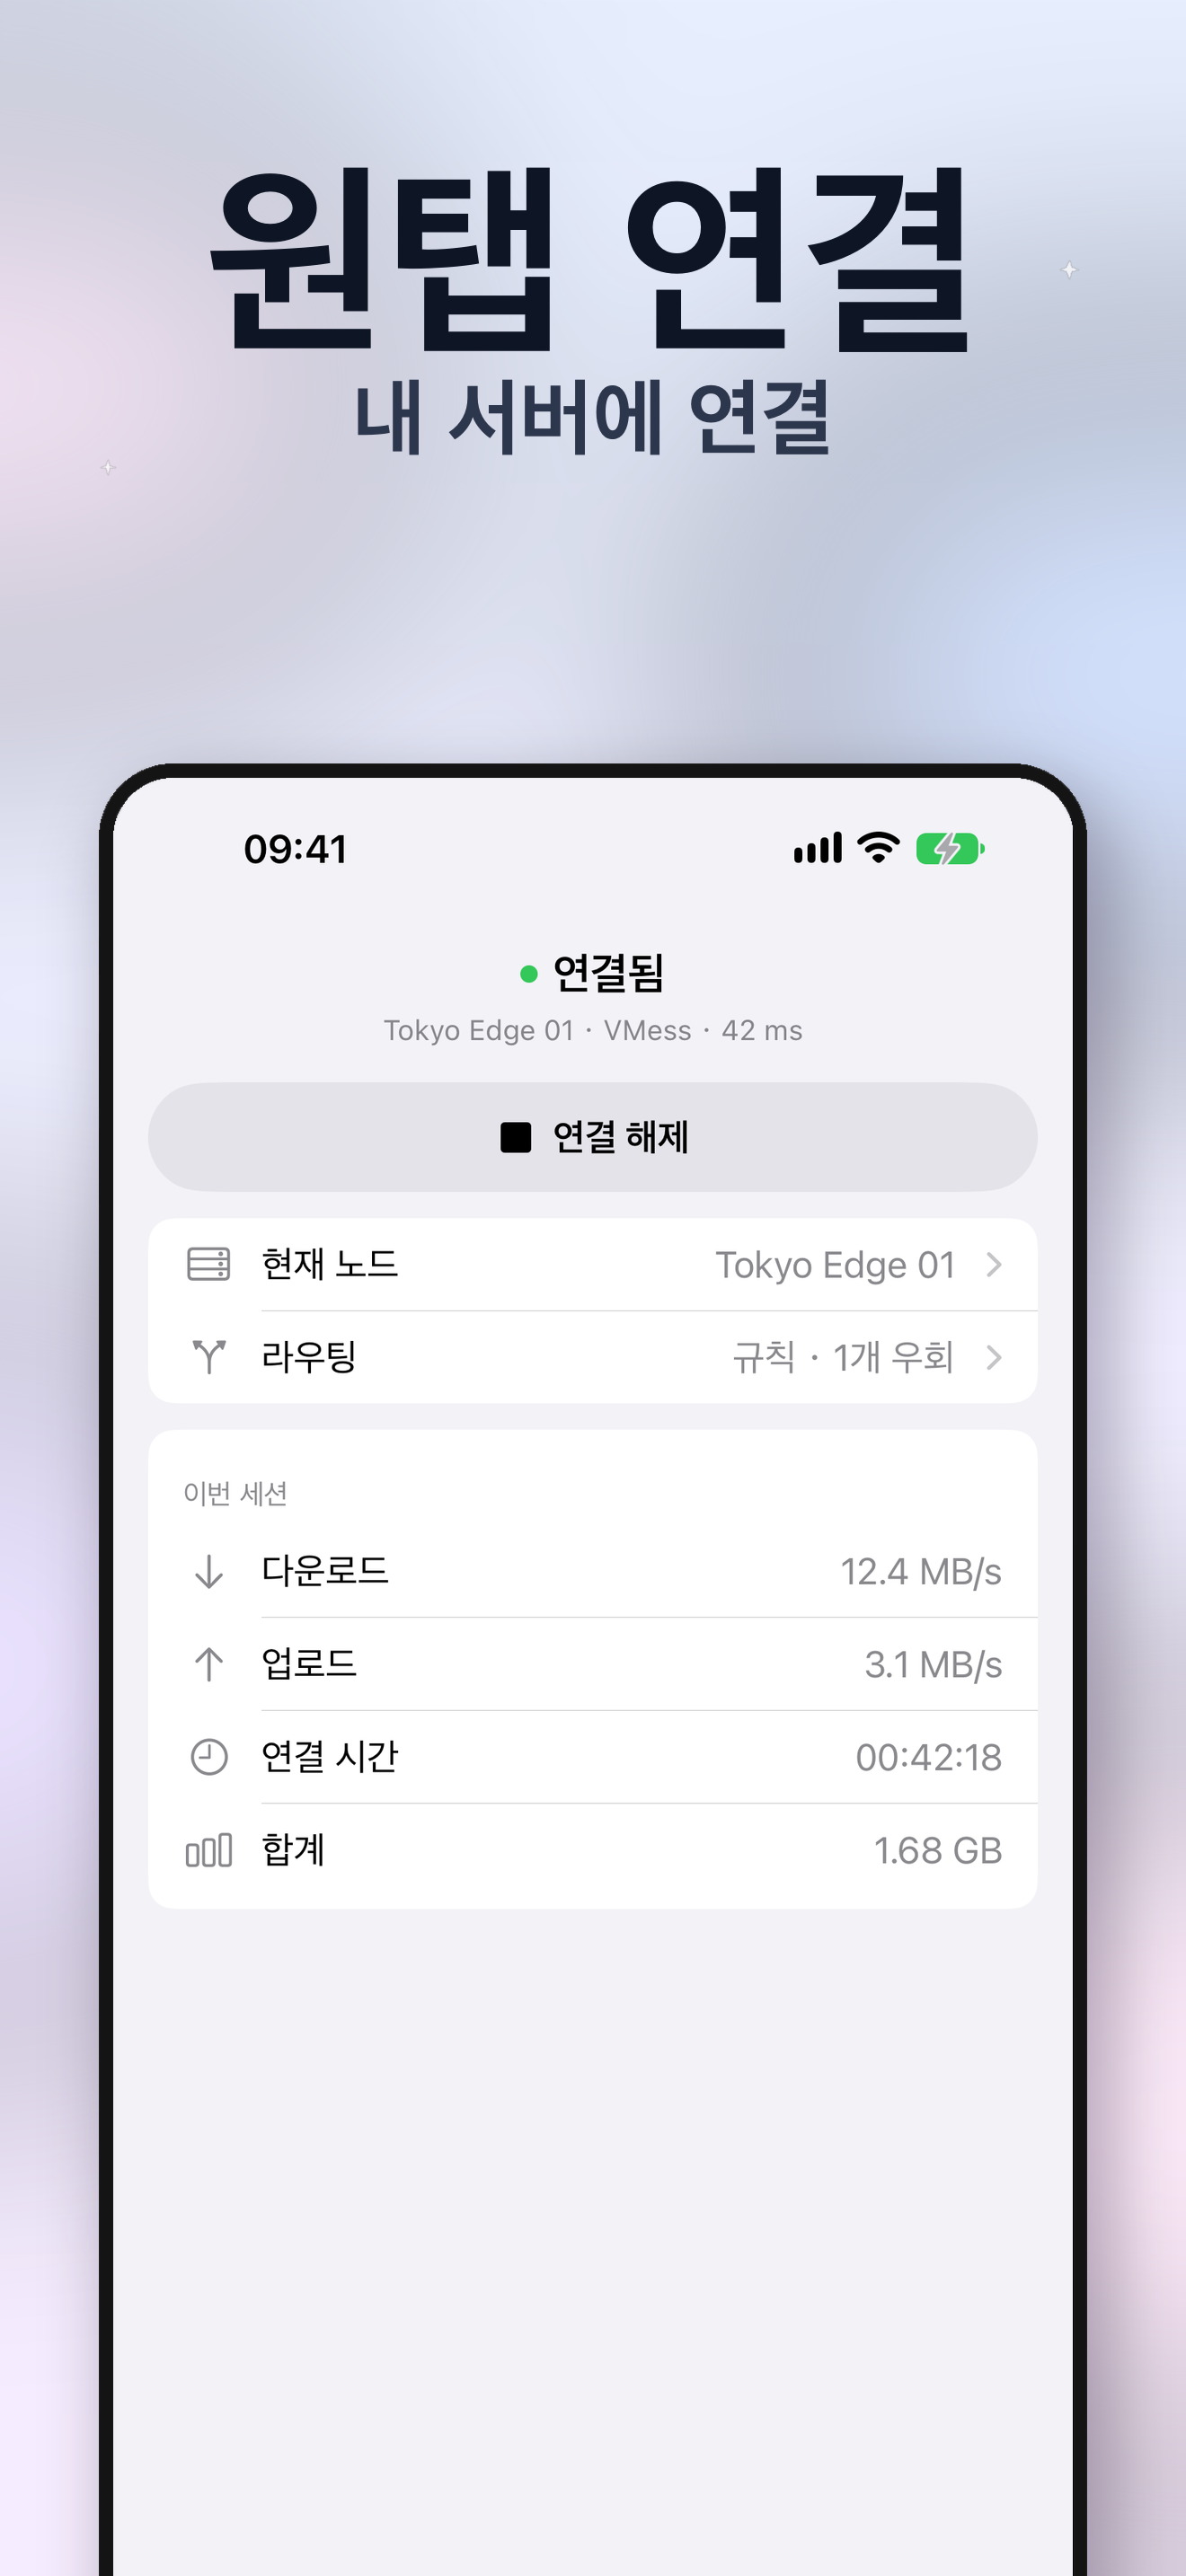 원탭 연결
내 서버에 연결
09:41
연결됨
Tokyo Edge 01 · VMess · 42 ms
연결 해제
현재 노드 Tokyo Edge 01
라우팅 규칙 · 1개 우회
이번 세션
다운로드 12.4 MB/s
업로드 3.1 MB/s
연결 시간 00:42:18
합계 1.68 GB